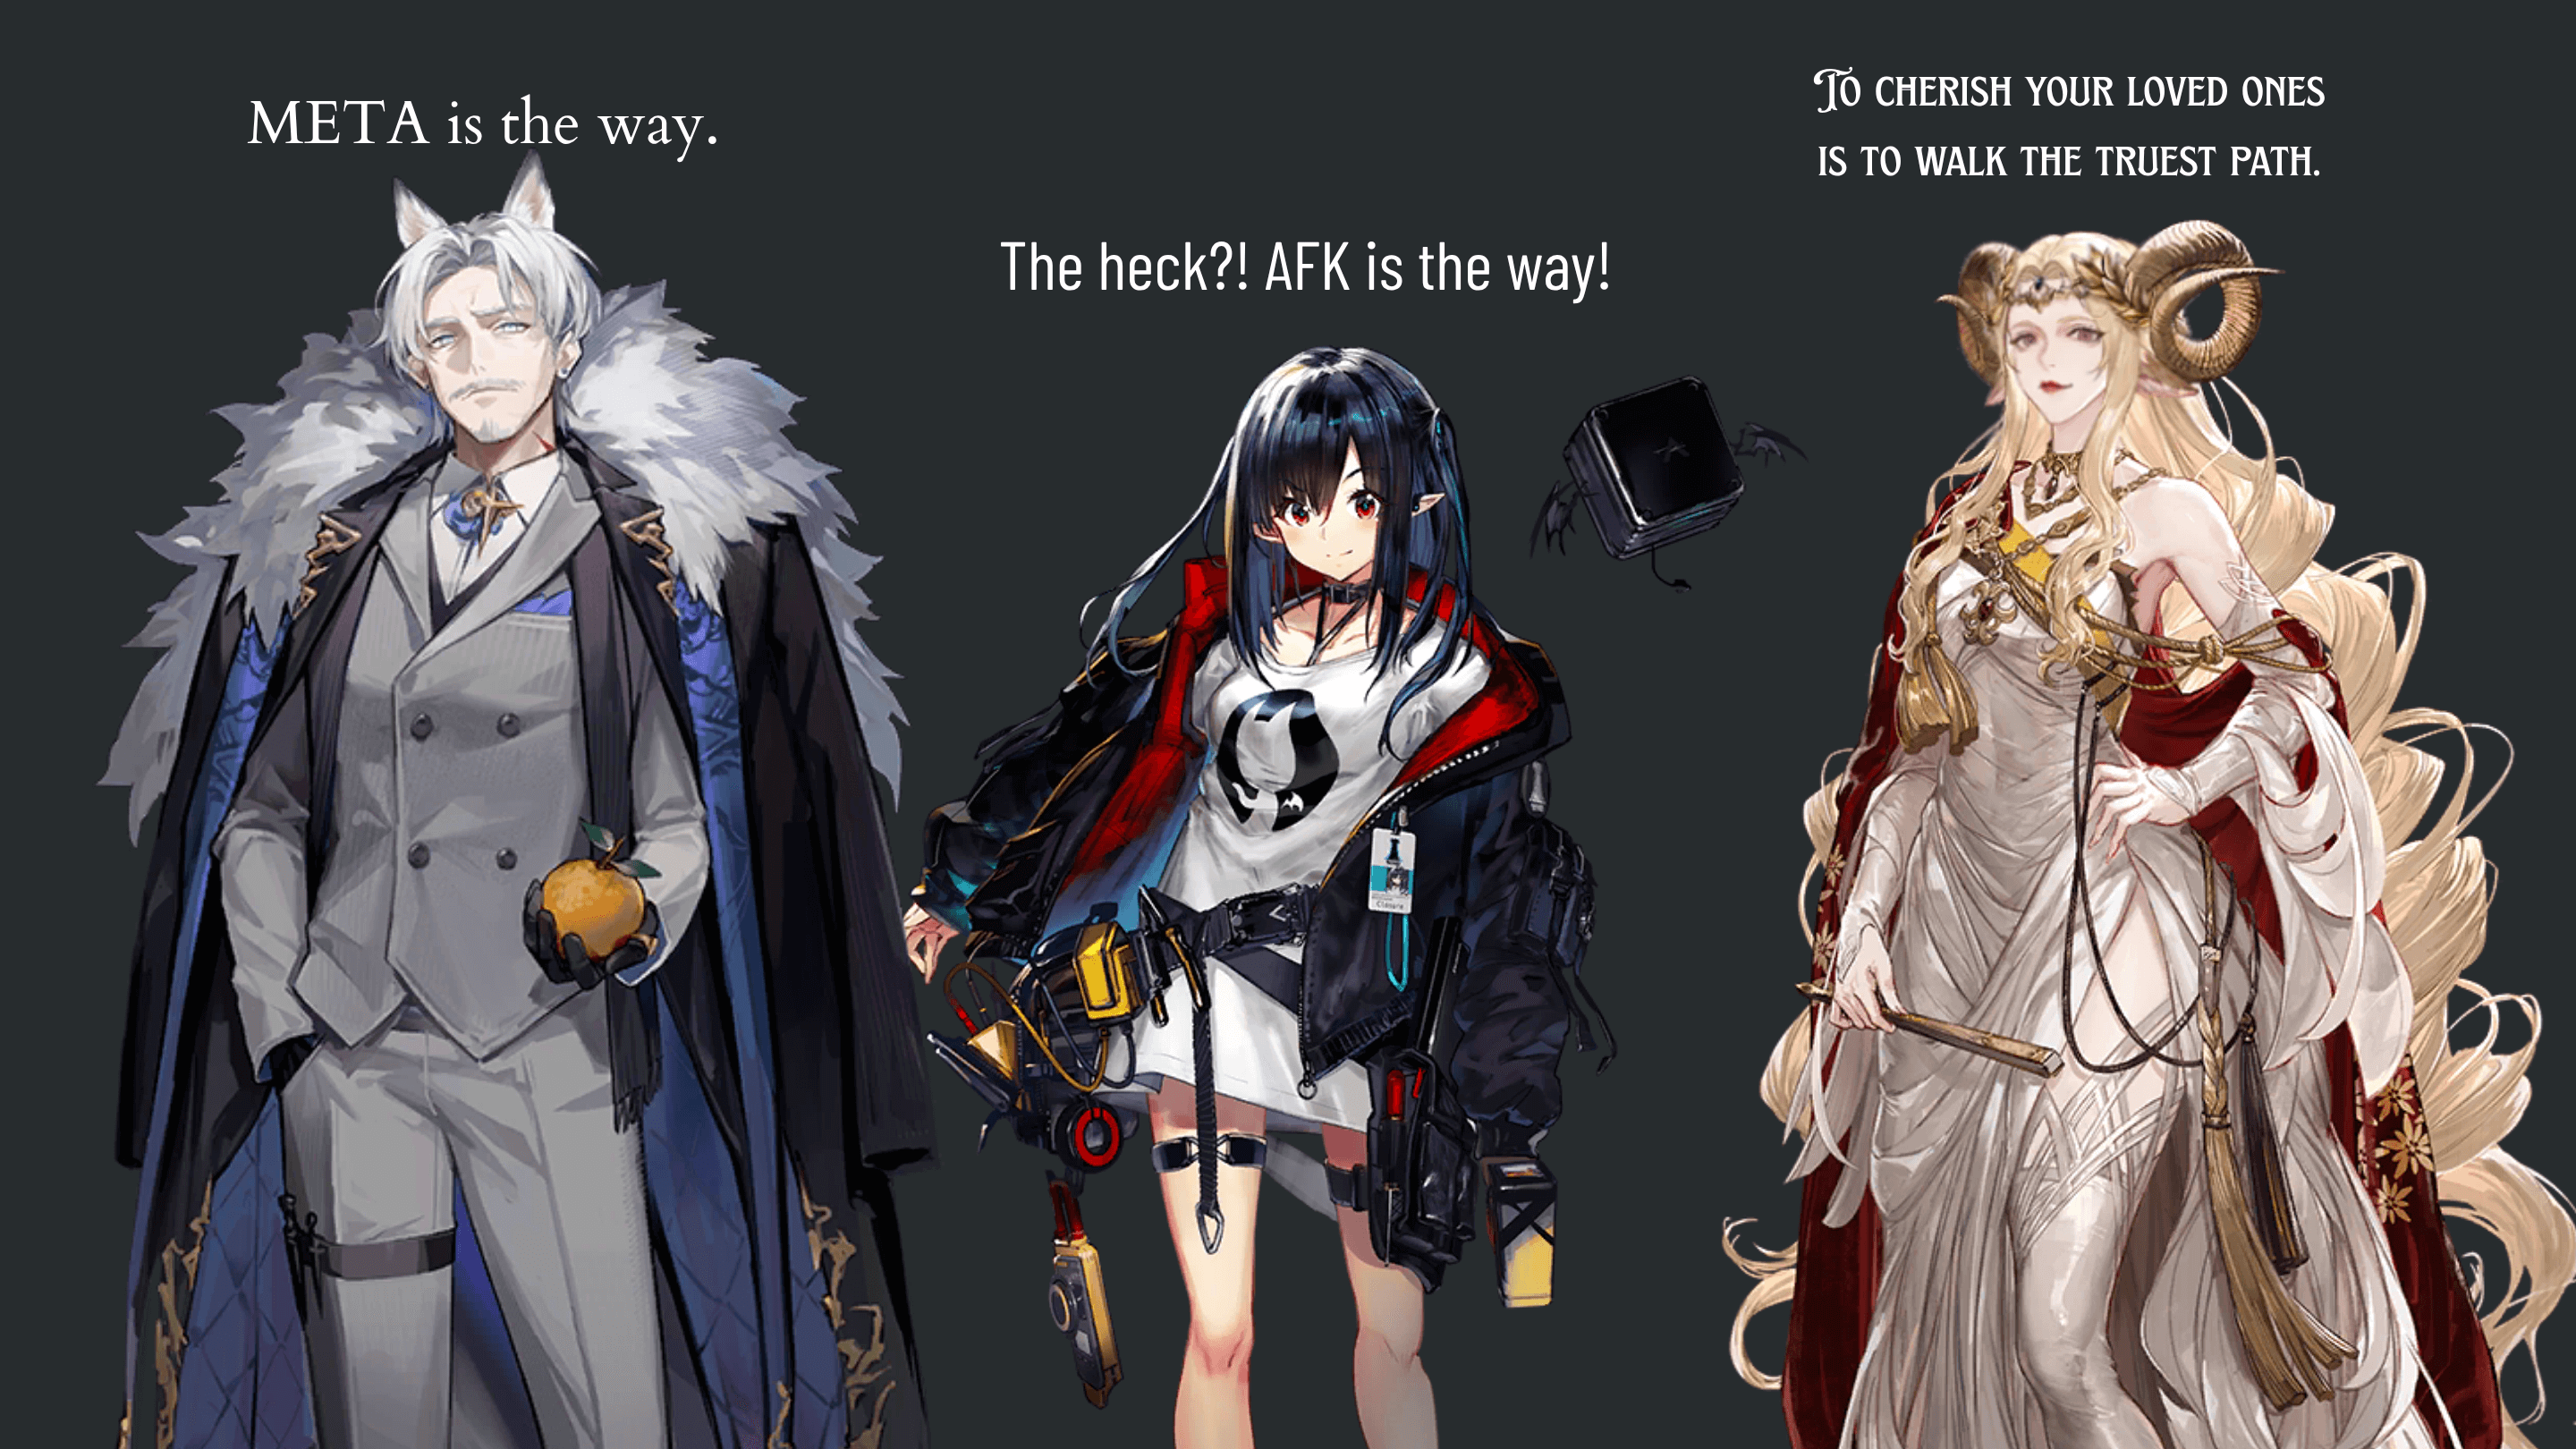 META is the way.
The heck?! AFK is the way!
To cherish your loved ones
is to walk the truest path.
Closure